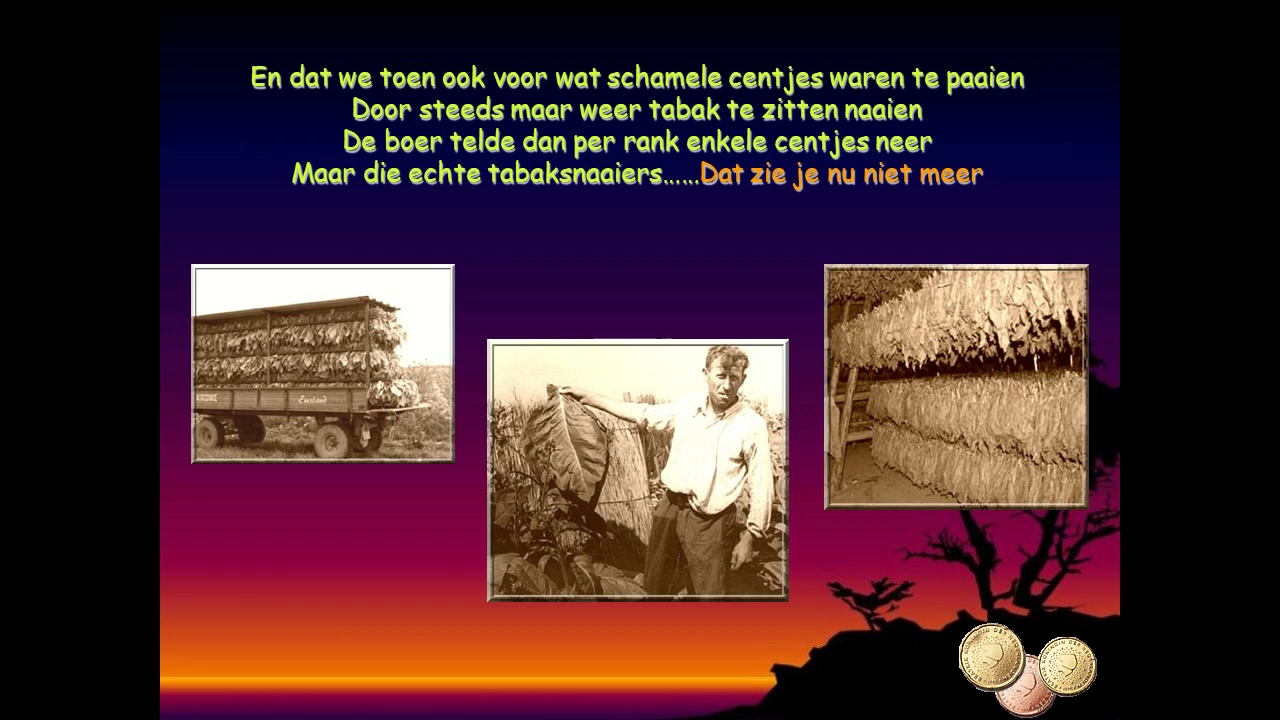 En dat we toen ook voor wat schamele centjes waren te paaien
Door steeds maar weer tabak te zitten naaien
De boer telde dan per rank enkele centjes neer
Maar die echte tabaksnaaiers......Dat zie je nu niet meer
KRONE
Emsland